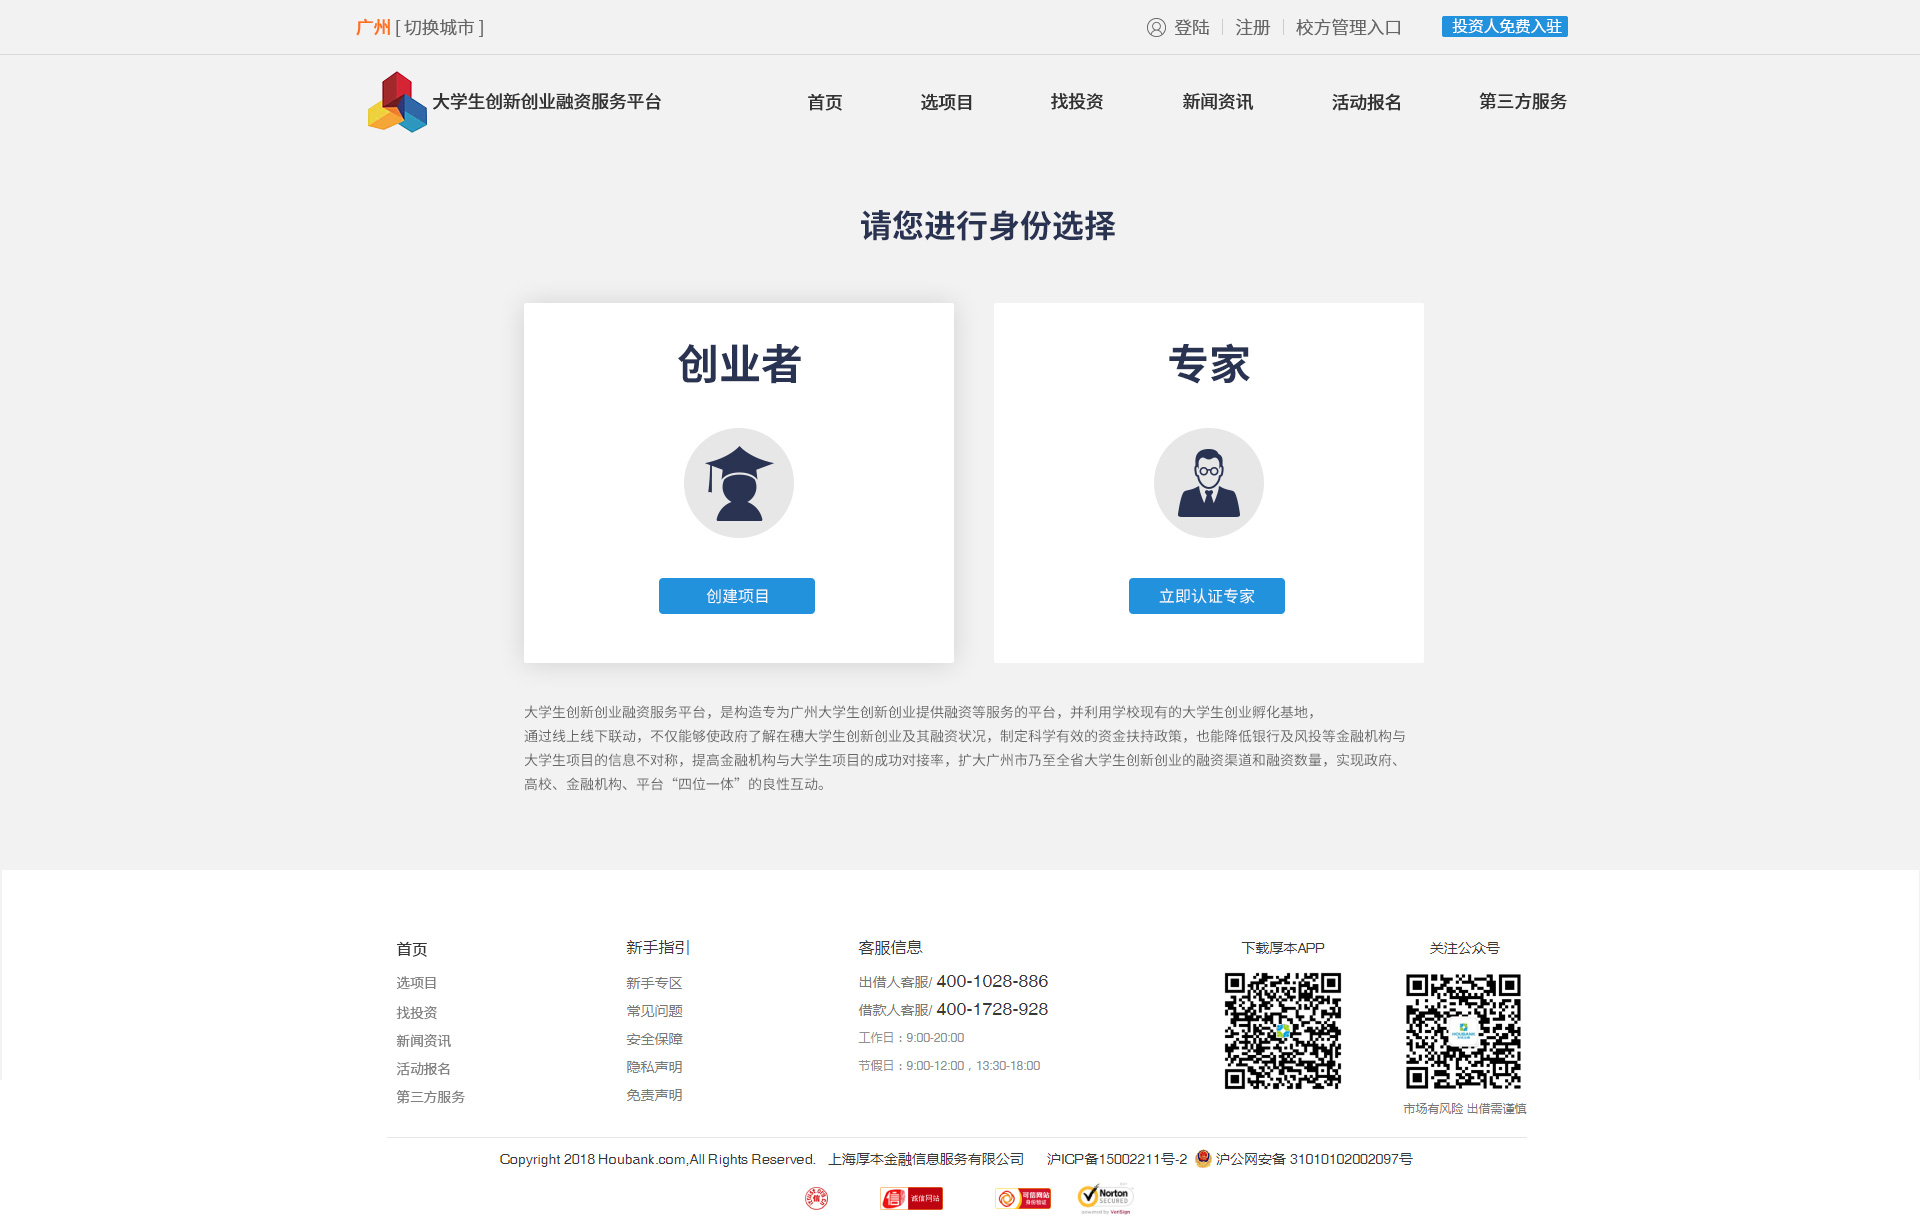 广州 [ 切换城市 ]
登陆 注册 校方管理入口 投资人免费入驻
大学生创新创业融资服务平台 首页 选项目 找投资 新闻资讯 活动报名 第三方服务
请您进行身份选择
创业者
创建项目
专家
立即认证专家
大学生创新创业融资服务平台，是构造专为广州大学生创新创业提供融资等服务的平台，并利用学校现有的大学生创业孵化基地，
通过线上线下联动，不仅能够使政府了解在穗大学生创新创业及其融资状况，制定科学有效的资金扶持政策，也能降低银行及风投等金融机构与
大学生项目的信息不对称，提高金融机构与大学生项目的成功对接率，扩大广州市乃至全省大学生创新创业的融资渠道和融资数量，实现政府、
高校、金融机构、平台“四位一体”的良性互动。
首页
选项目
找投资
新闻资讯
活动报名
第三方服务
新手指引
新手专区
常见问题
安全保障
隐私声明
免责声明
客服信息
出借人客服/ 400-1028-886
借款人客服/ 400-1728-928
工作日：9:00-20:00
节假日：9:00-12:00，13:30-18:00
下载厚本APP
关注公众号
HOUBANK
市场有风险 出借需谨慎
Copyright 2018 Houbank.com,All Rights Reserved. 上海厚本金融信息服务有限公司 沪ICP备15002211号-2 沪公网安备 31010102002097号
信
信 诚信网站
可信网站
身份验证
Norton
SECURED
powered by VeriSign